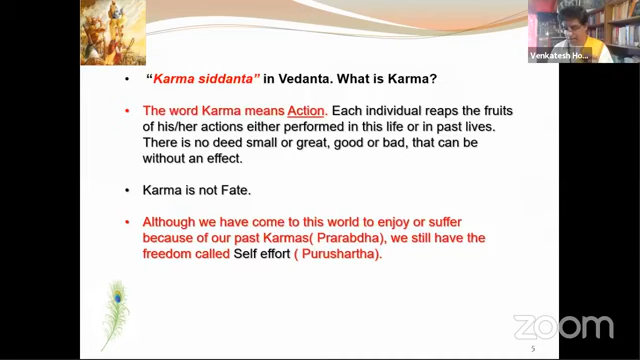 Venkatesh Ho...
• “Karma siddanta” in Vedanta. What is Karma?
• The word Karma means Action. Each individual reaps the fruits
of his/her actions either performed in this life or in past lives.
There is no deed small or great, good or bad, that can be
without an effect.
• Karma is not Fate.
• Although we have come to this world to enjoy or suffer
because of our past Karmas( Prarabdha), we still have the
freedom called Self effort ( Purushartha).
zoom
5